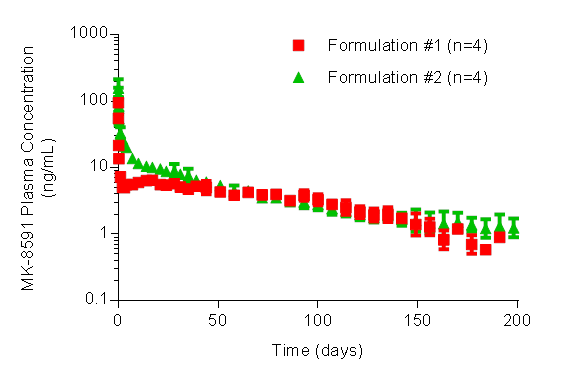 1000
100
10
1
0.1
MK-8591 Plasma Concentration
(ng/mL)
Formulation #1 (n=4)
Formulation #2 (n=4)
0 50 100 150 200
Time (days)